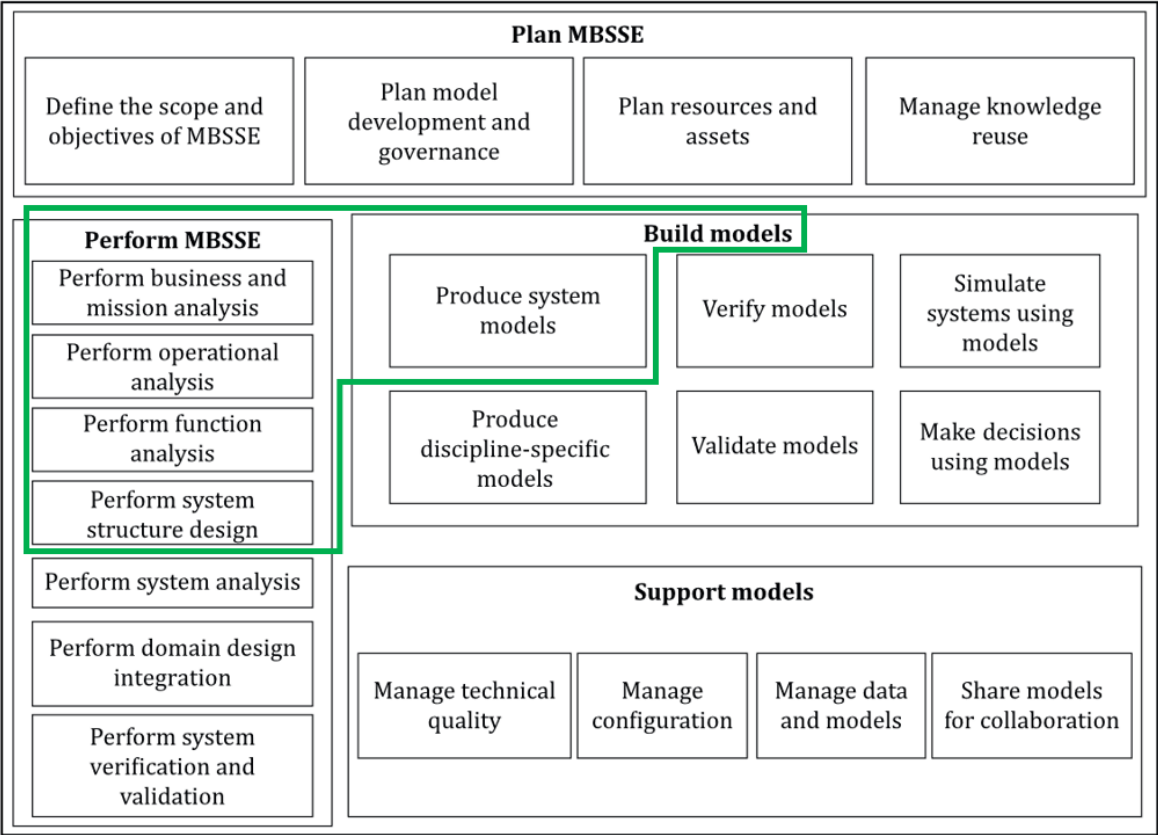 Plan MBSSE
Define the scope and
objectives of MBSSE
Plan model
development and
governance
Plan resources and
assets
Manage knowledge
reuse
Perform MBSSE
Perform business and
mission analysis
Perform operational
analysis
Perform function
analysis
Perform system
structure design
Perform system analysis
Perform domain design
integration
Perform system
verification and
validation
Build models
Produce system
models
Verify models
Simulate
systems using
models
Produce
discipline-specific
models
Validate models
Make decisions
using models
Support models
Manage technical
quality
Manage
configuration
Manage data
and models
Share models
for collaboration